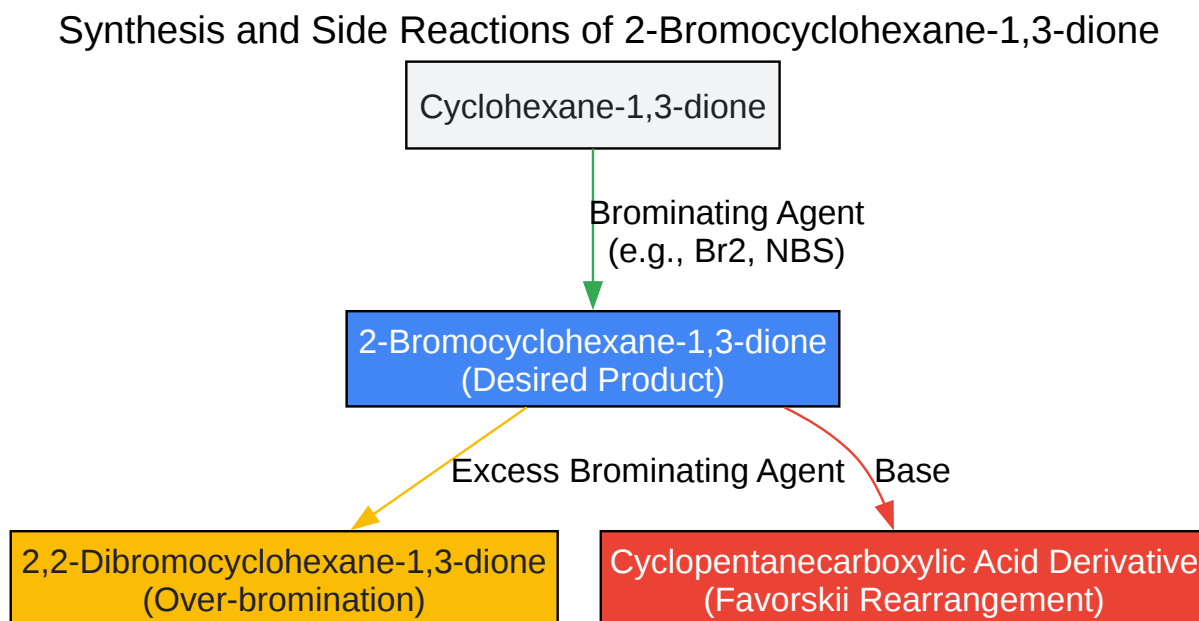 Synthesis and Side Reactions of 2-Bromocyclohexane-1,3-dione
Cyclohexane-1,3-dione
Brominating Agent
(e.g., Br2, NBS)
2-Bromocyclohexane-1,3-dione
(Desired Product)
Excess Brominating Agent
Base
2,2-Dibromocyclohexane-1,3-dione
(Over-bromination)
Cyclopentanecarboxylic Acid Derivative
(Favorskii Rearrangement)